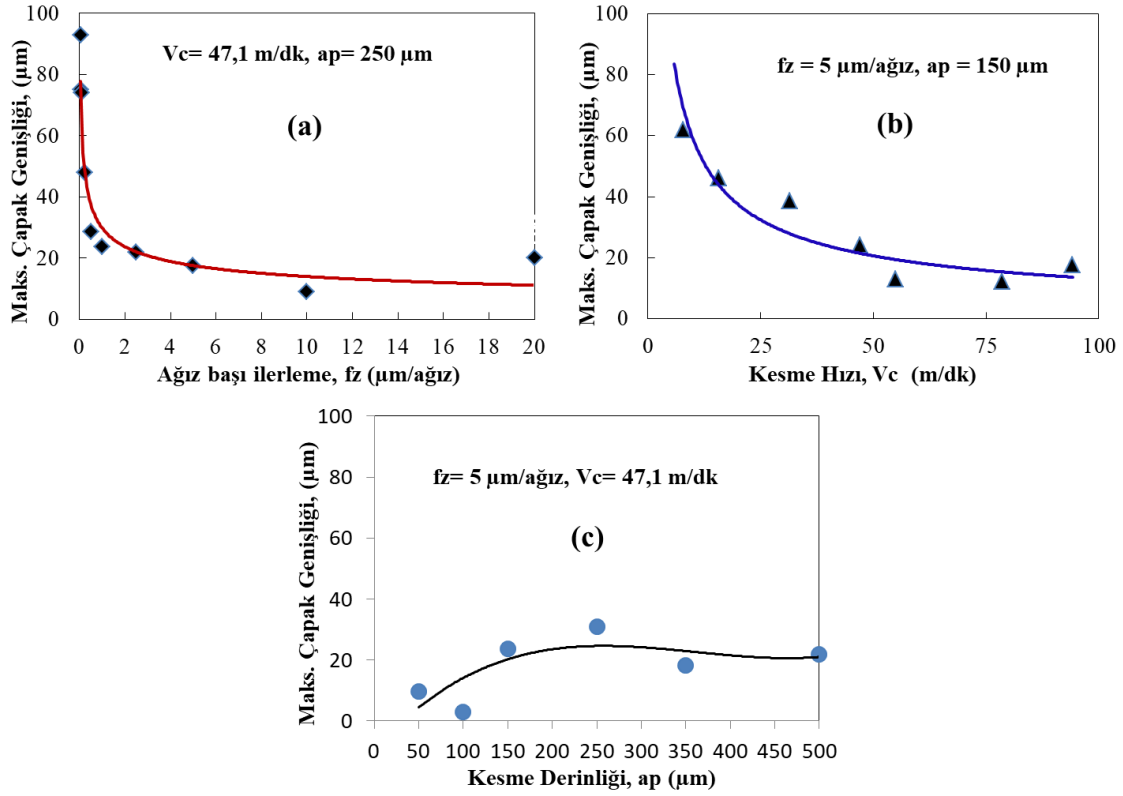 Maks. Çapak Genişliği, (µm)
100
80
60
40
20
0
Vc= 47,1 m/dk, ap= 250 µm
(a)
0 2 4 6 8 10 12 14 16 18 20
Ağız başı ilerleme, fz (µm/ağız)
Maks. Çapak Genişliği, (µm)
100
80
60
40
20
0
fz = 5 µm/ağız, ap = 150 µm
(b)
0 25 50 75 100
Kesme Hızı, Vc (m/dk)
Maks. Çapak Genişliği, (µm)
100
80
60
40
20
0
fz= 5 µm/ağız, Vc= 47,1 m/dk
(c)
0 50 100 150 200 250 300 350 400 450 500
Kesme Derinliği, ap (µm)